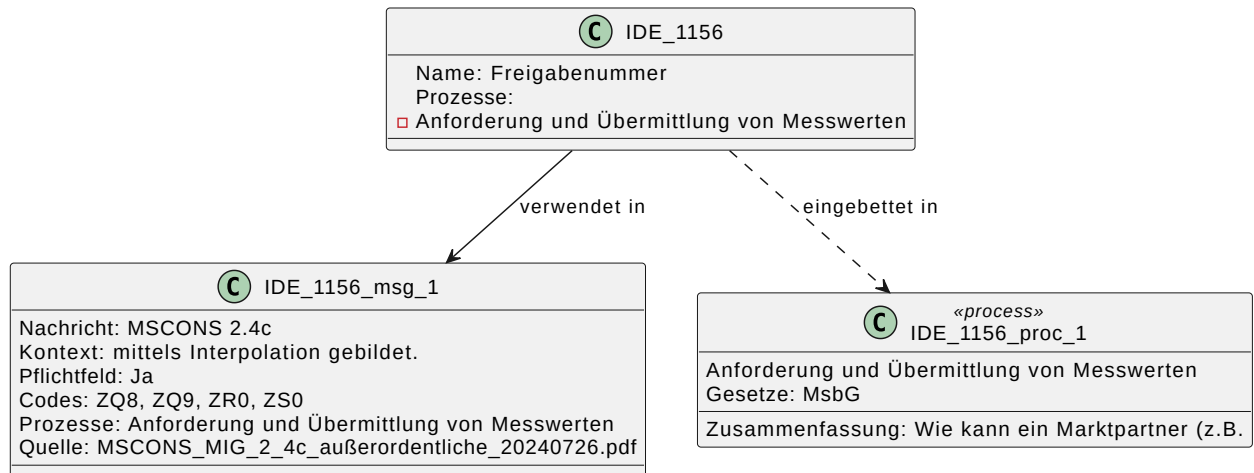 C IDE_1156
Name: Freigabenummer
Prozesse:
Anforderung und Übermittlung von Messwerten
verwendet in
eingebettet in
C IDE_1156_msg_1
Nachricht: MSCONS 2.4c
Kontext: mittels Interpolation gebildet.
Pflichtfeld: Ja
Codes: ZQ8, ZQ9, ZR0, ZS0
Prozesse: Anforderung und Übermittlung von Messwerten
Quelle: MSCONS_MIG_2_4c_außerordentliche_20240726.pdf
C «process»
IDE_1156_proc_1
Anforderung und Übermittlung von Messwerten
Gesetze: MsbG
Zusammenfassung: Wie kann ein Marktpartner (z.B.